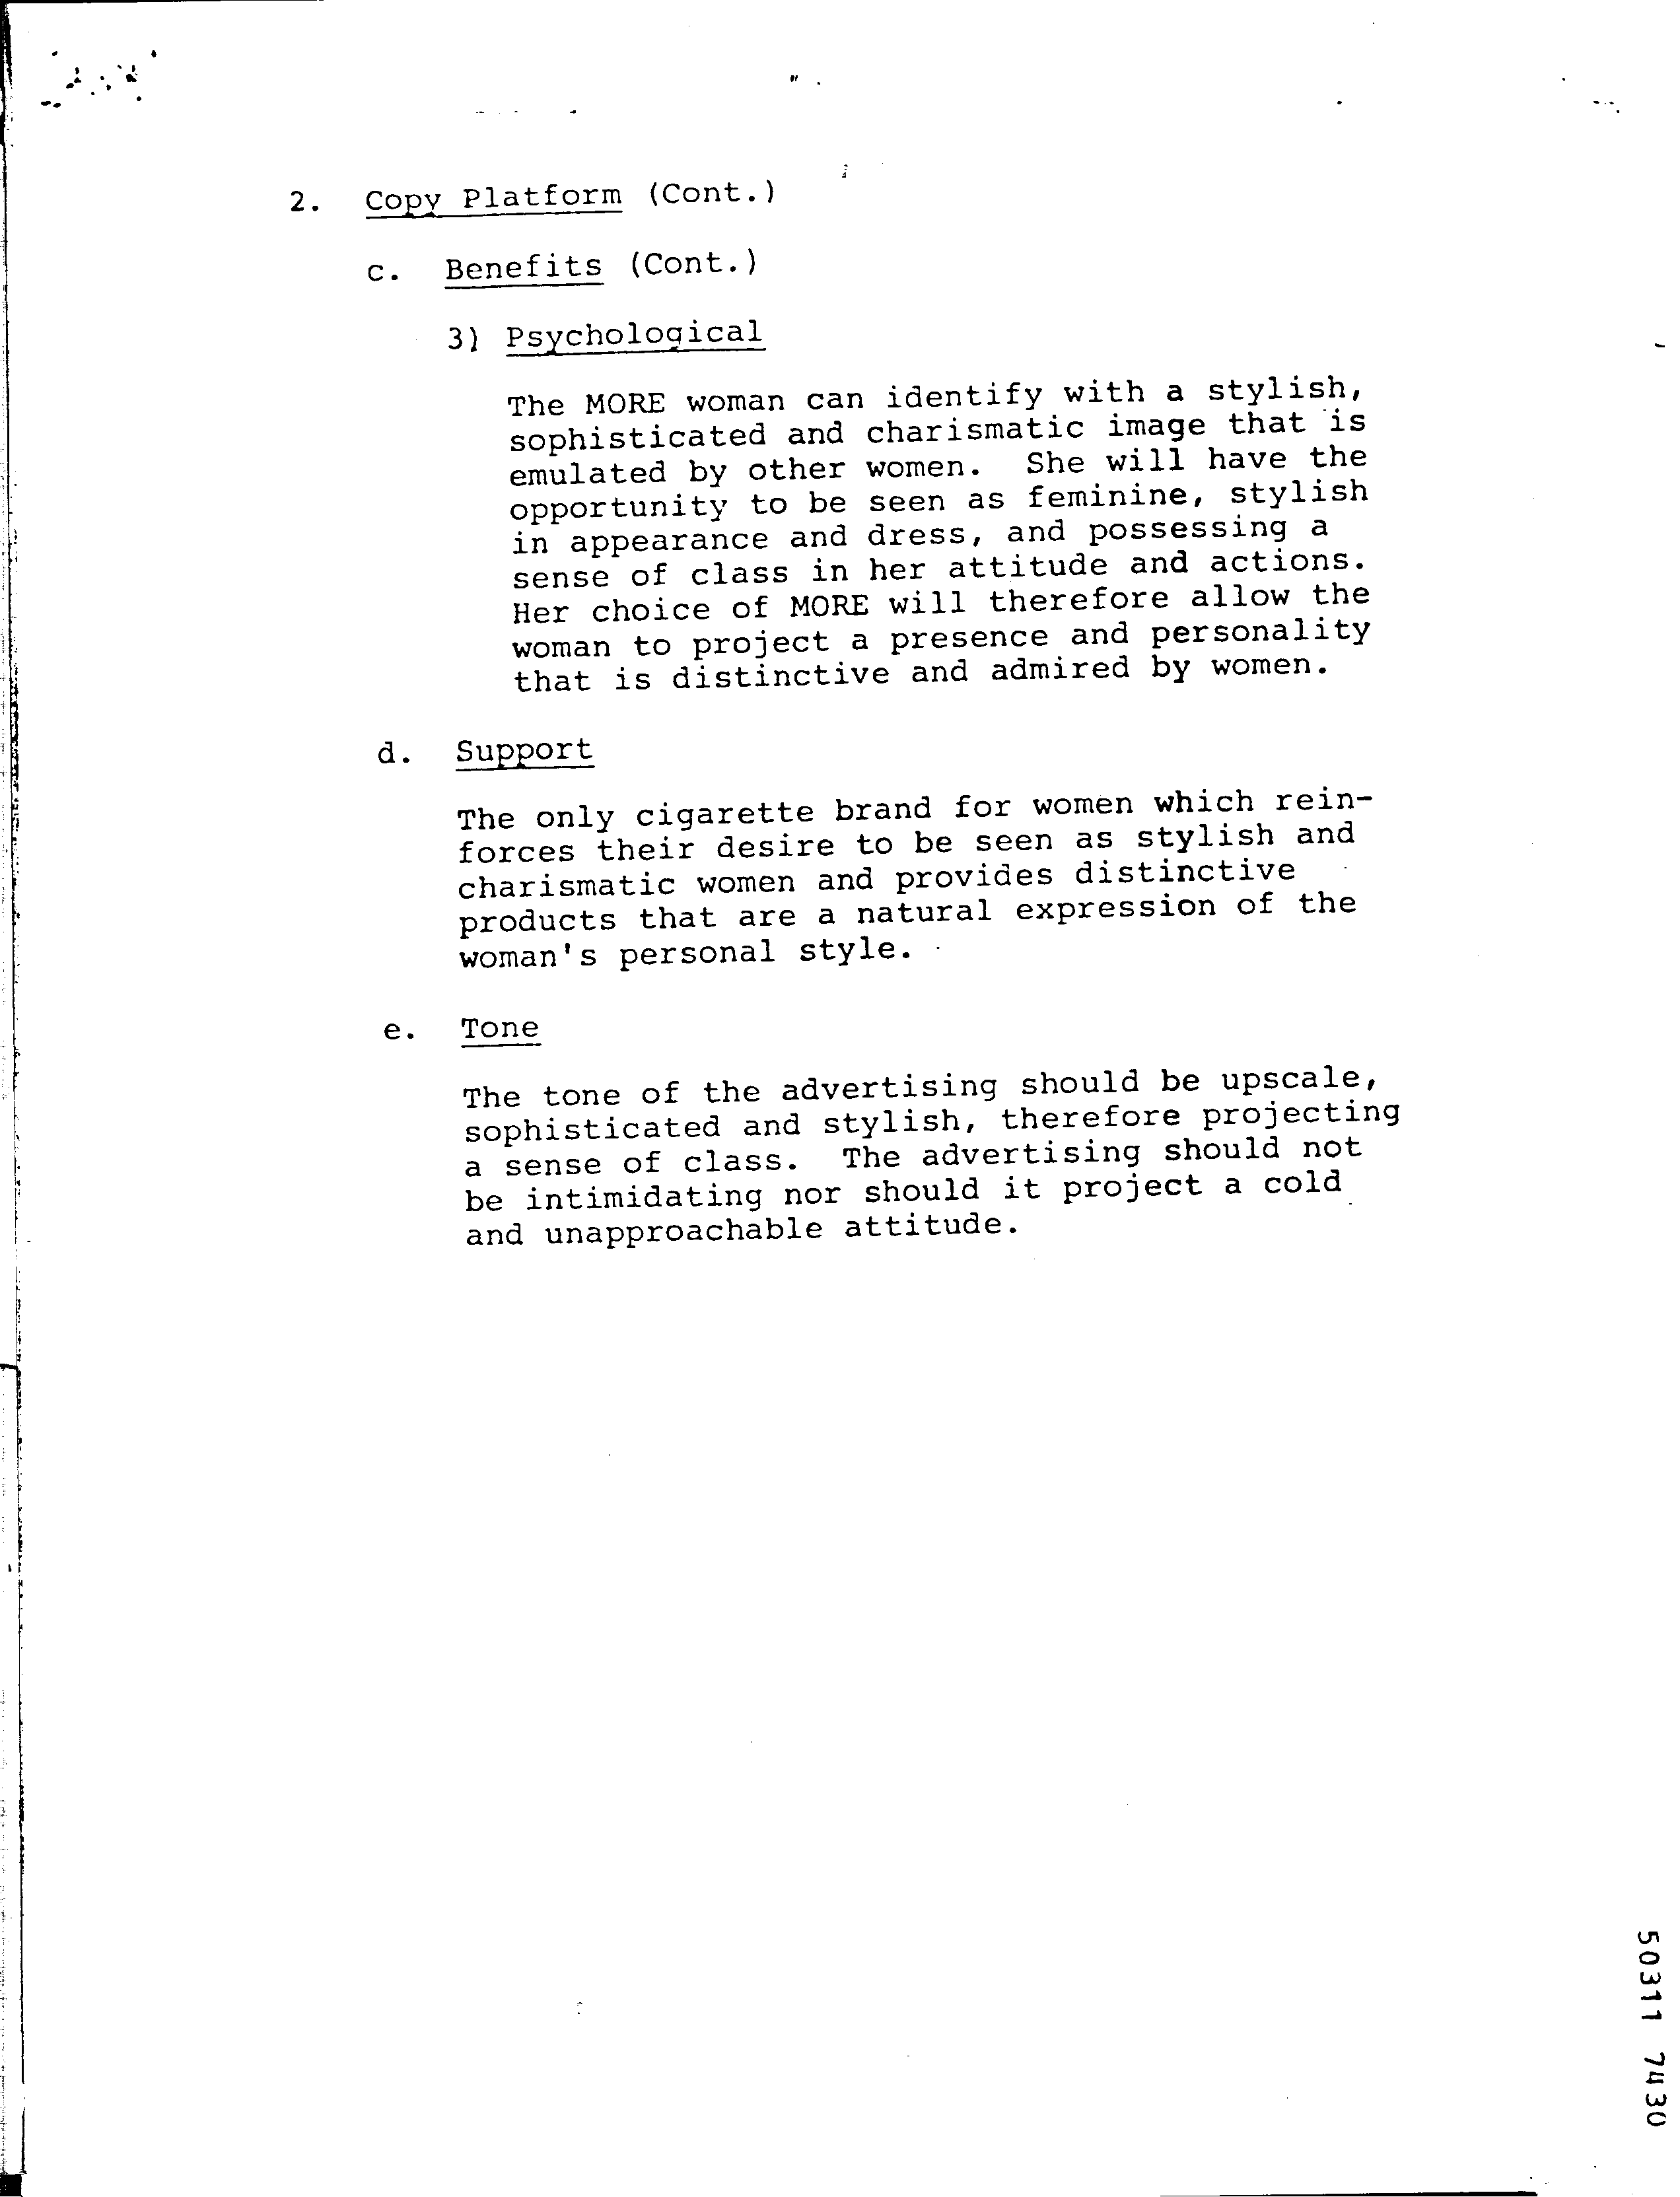 2. Copy Platform (Cont.)
c. Benefits (Cont.)
3) Psychological
The MORE woman can identify with a stylish,
sophisticated and charismatic image that is
emulated by other women. She will have the
opportunity to be seen as feminine, stylish
in appearance and dress, and possessing a
sense of class in her attitude and actions.
Her choice of MORE will therefore allow the
woman to project a presence and personality
that is distinctive and admired by women.
d. Support
The only cigarette brand for women which rein-
forces their desire to be seen as stylish and
charismatic women and provides distinctive
products that are a natural expression of the
woman's personal style.
e. Tone
The tone of the advertising should be upscale,
sophisticated and stylish, therefore projecting
a sense of class. The advertising should not
be intimidating nor should it project a cold
and unapproachable attitude.
50311 7430